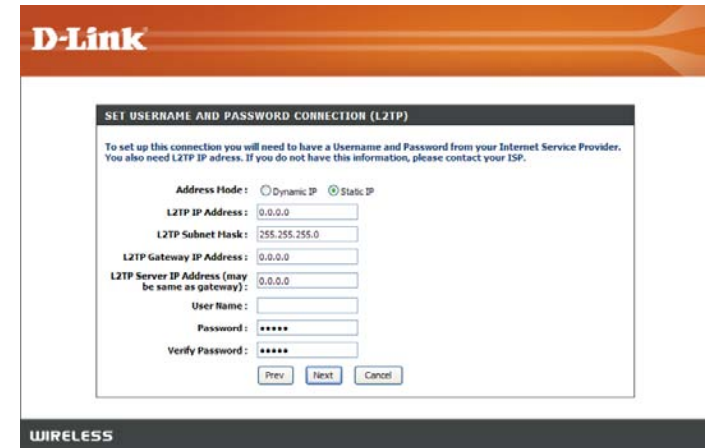 D-Link
SET USERNAME AND PASSWORD CONNECTION (L2TP)
To set up this connection you will need to have a Username and Password from your Internet Service Provider.
You also need L2TP IP adress. If you do not have this information, please contact your ISP.
Address Mode : Dynamic IP Static IP
L2TP IP Address : 0.0.0.0
L2TP Subnet Mask : 255.255.255.0
L2TP Gateway IP Address : 0.0.0.0
L2TP Server IP Address (may
be same as gateway) : 0.0.0.0
User Name :
Password : •••••
Verify Password : •••••
Prev Next Cancel
WIRELESS